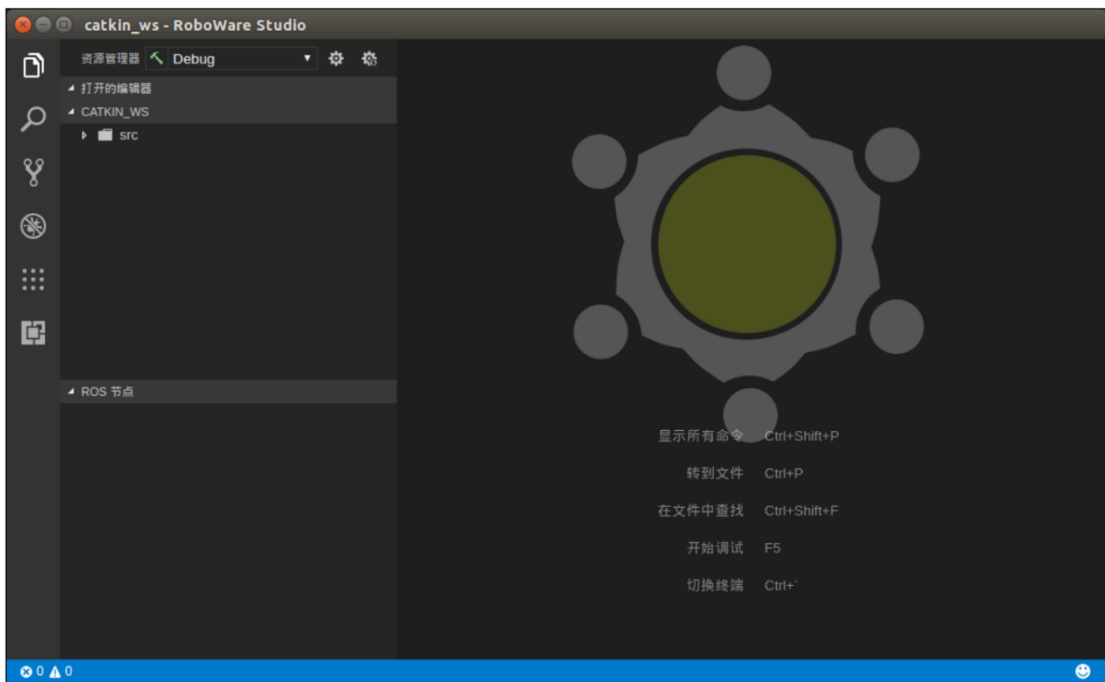 catkin_ws - RoboWare Studio
资源管理器 Debug
打开的编辑器
CATKIN_WS
src
ROS 节点
显示所有命令 Ctrl+Shift+P
转到文件 Ctrl+P
在文件中查找 Ctrl+Shift+F
开始调试 F5
切换终端 Ctrl+`
0 0